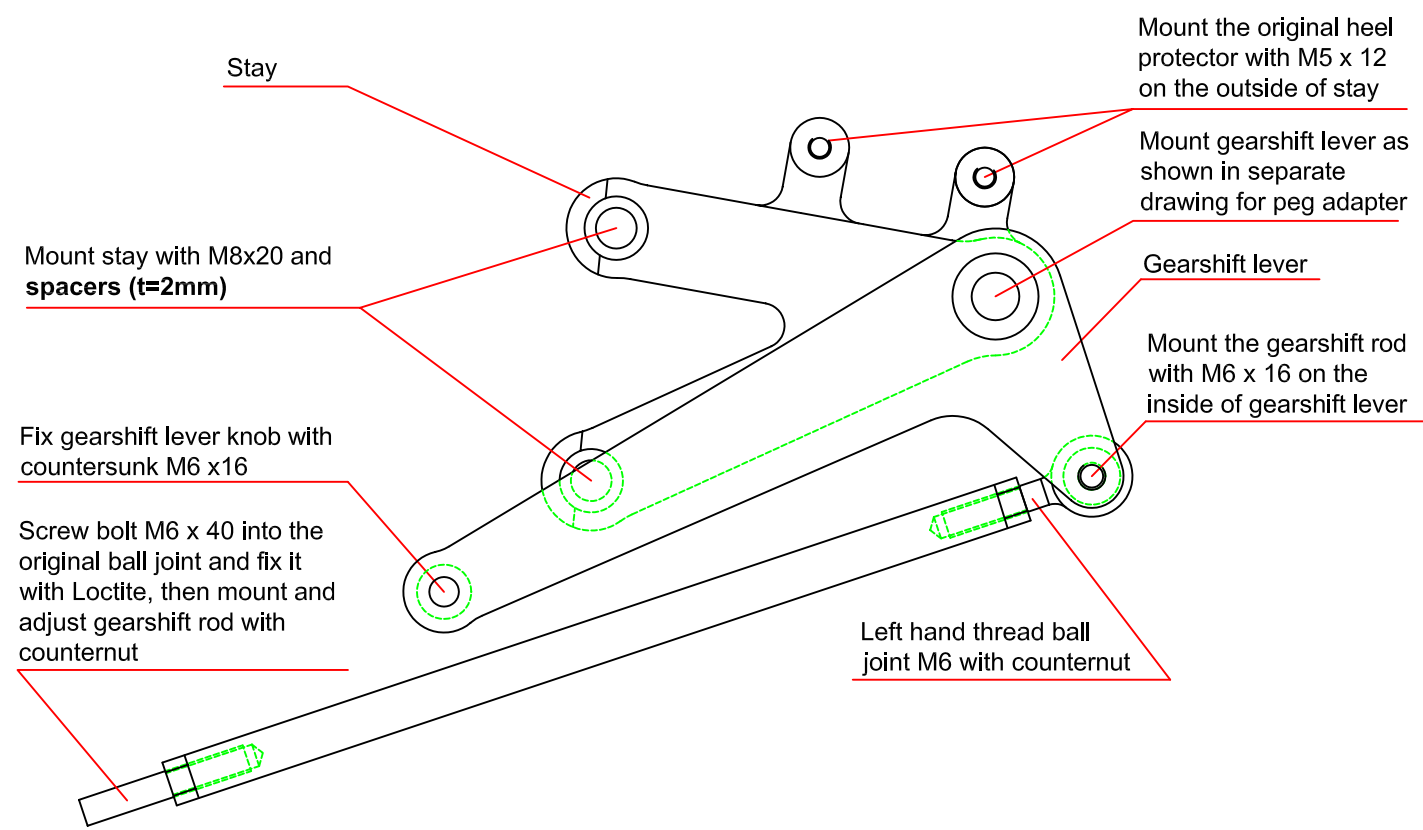 Stay
Mount stay with M8x20 and
spacers (t=2mm)
Fix gearshift lever knob with
countersunk M6 x16
Screw bolt M6 x 40 into the
original ball joint and fix it
with Loctite, then mount and
adjust gearshift rod with
counternut
Mount the original heel
protector with M5 x 12
on the outside of stay
Mount gearshift lever as
shown in separate
drawing for peg adapter
Gearshift lever
Mount the gearshift rod
with M6 x 16 on the
inside of gearshift lever
Left hand thread ball
joint M6 with counternut